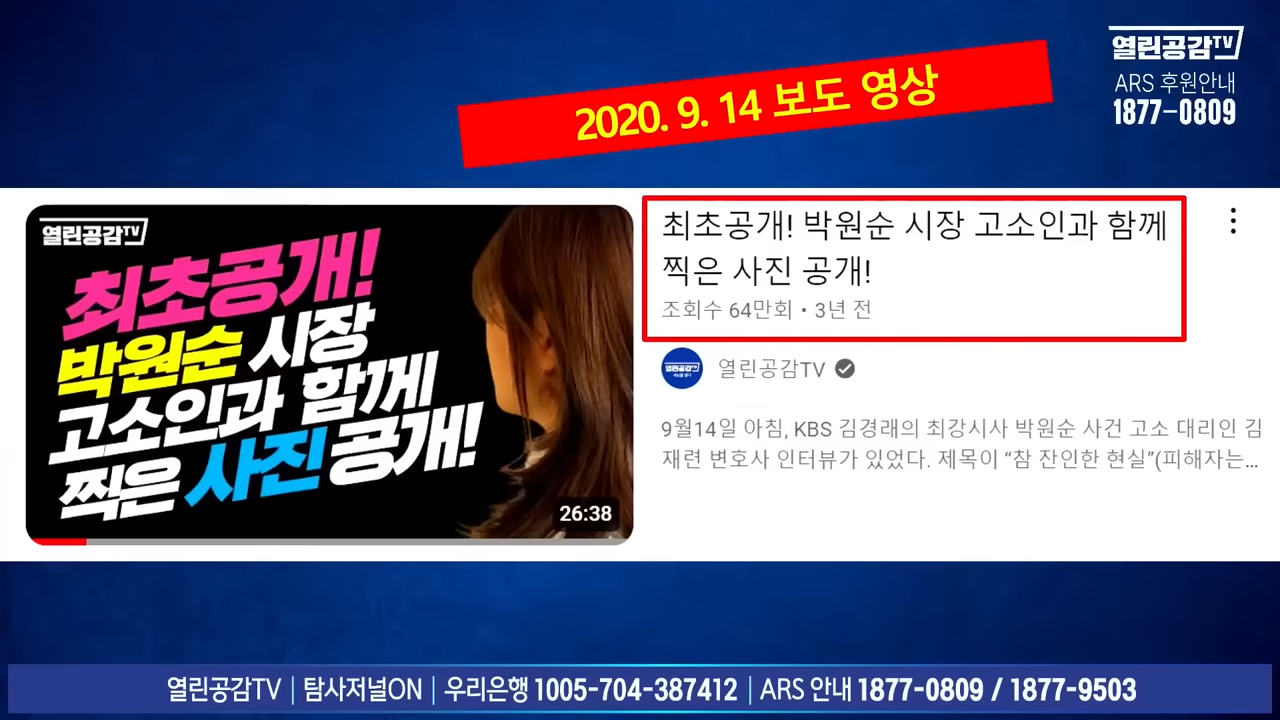 열린공감TV
ARS 후원안내
1877-0809
2020. 9. 14 보도 영상
열린공감TV
최초공개!
박원순 시장
고소인과 함께
찍은 사진 공개!
26:38
최초공개! 박원순 시장 고소인과 함께
찍은 사진 공개!
조회수 64만회 • 3년 전
열린공감TV
열린공감TV
9월14일 아침, KBS 김경래의 최강시사 박원순 사건 고소 대리인 김
재련 변호사 인터뷰가 있었다. 제목이 “참 잔인한 현실”(피해자는...
열린공감TV | 탐사저널ON | 우리은행 1005-704-387412 | ARS 안내 1877-0809 / 1877-9503